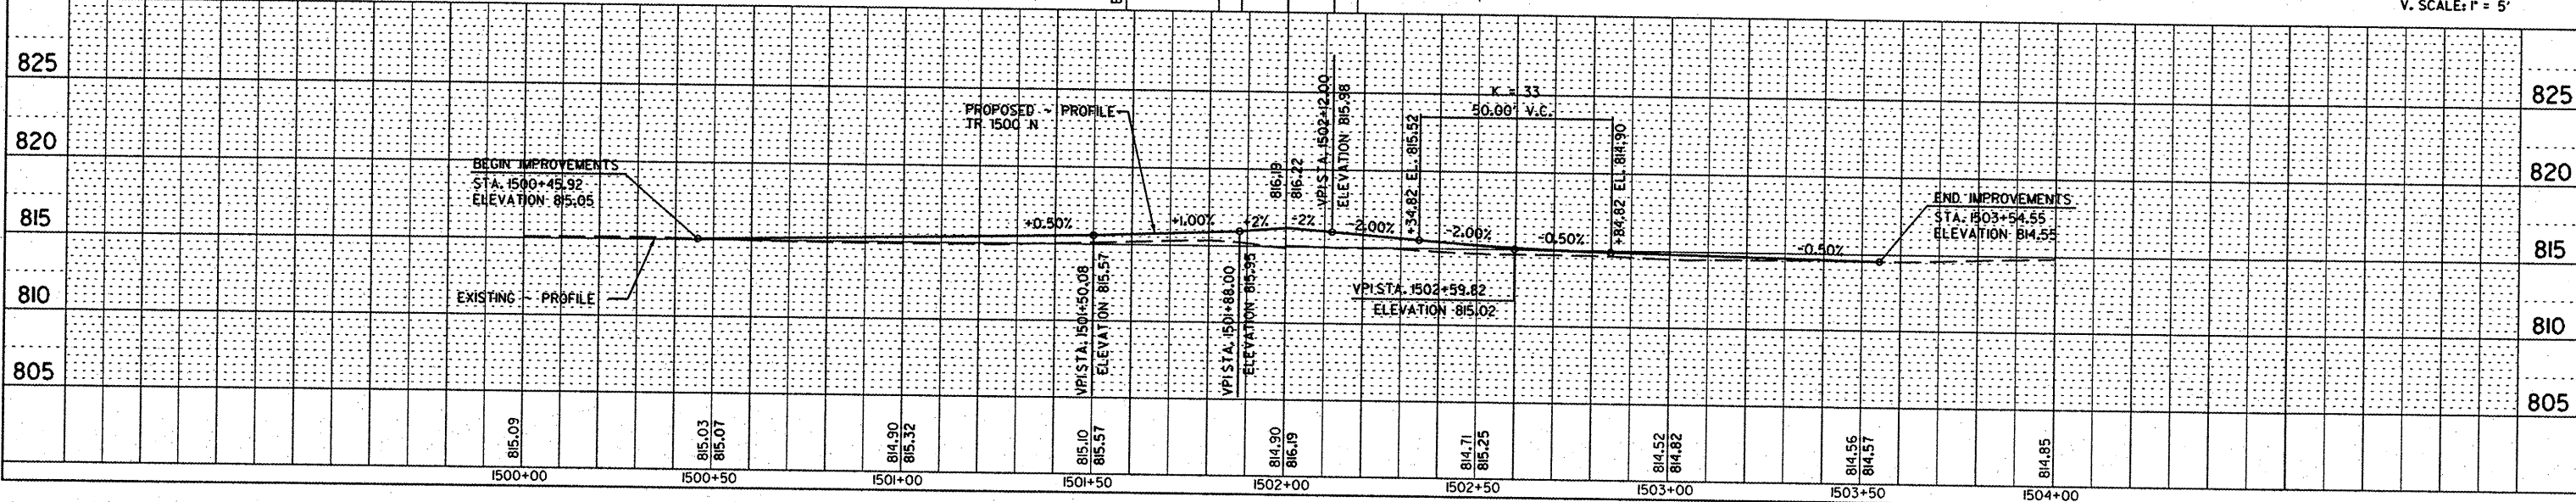 V. SCALE: 1" = 5'
825
820
815
810
805
825
820
815
810
805
BEGIN IMPROVEMENTS
STA. 1500+45.92
ELEVATION 815.05
EXISTING ~ PROFILE
PROPOSED ~ PROFILE
TR 1500 N
+0.50%
+1.00%
+2%
-2%
-2.00%
-2.00%
-0.50%
-0.50%
VPI STA. 1501+50.08
ELEVATION 815.57
VPI STA. 1501+88.00
ELEVATION 815.95
816.19
816.22
VPI STA. 1502+12.00
ELEVATION 815.98
K = 33
50.00' V.C.
+34.82 EL. 815.52
+84.82 EL. 814.90
VPI STA. 1502+59.82
ELEVATION 815.02
END IMPROVEMENTS
STA. 1503+54.55
ELEVATION 814.55
815.09
815.03
815.07
814.90
815.32
815.10
815.57
814.90
816.19
814.71
815.25
814.52
814.82
814.56
814.57
814.85
1500+00
1500+50
1501+00
1501+50
1502+00
1502+50
1503+00
1503+50
1504+00